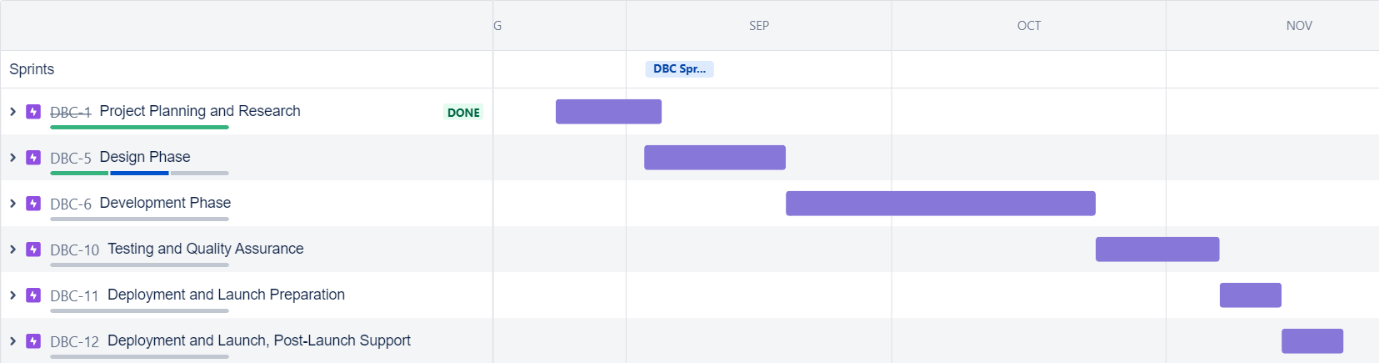 G SEP OCT NOV
Sprints DBC Spr...
DBC-1 Project Planning and Research DONE
DBC-5 Design Phase
DBC-6 Development Phase
DBC-10 Testing and Quality Assurance
DBC-11 Deployment and Launch Preparation
DBC-12 Deployment and Launch, Post-Launch Support